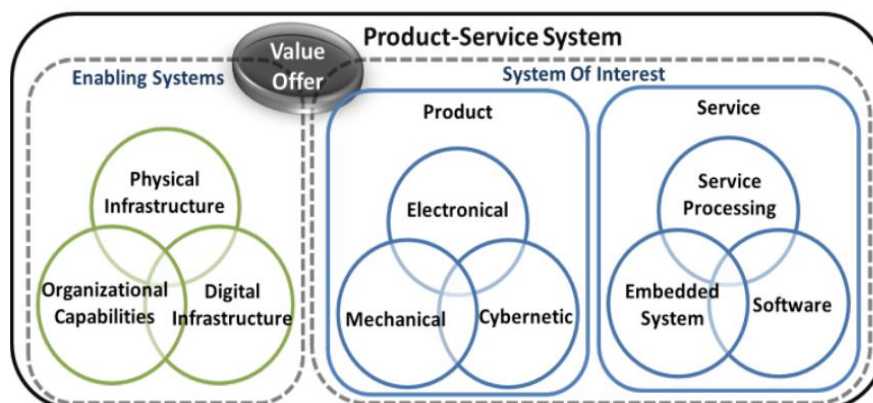 Product-Service System
Value
Offer
Enabling Systems
System Of Interest
Physical
Infrastructure
Organizational
Capabilities
Digital
Infrastructure
Product
Electronical
Mechanical
Cybernetic
Service
Service
Processing
Embedded
System
Software